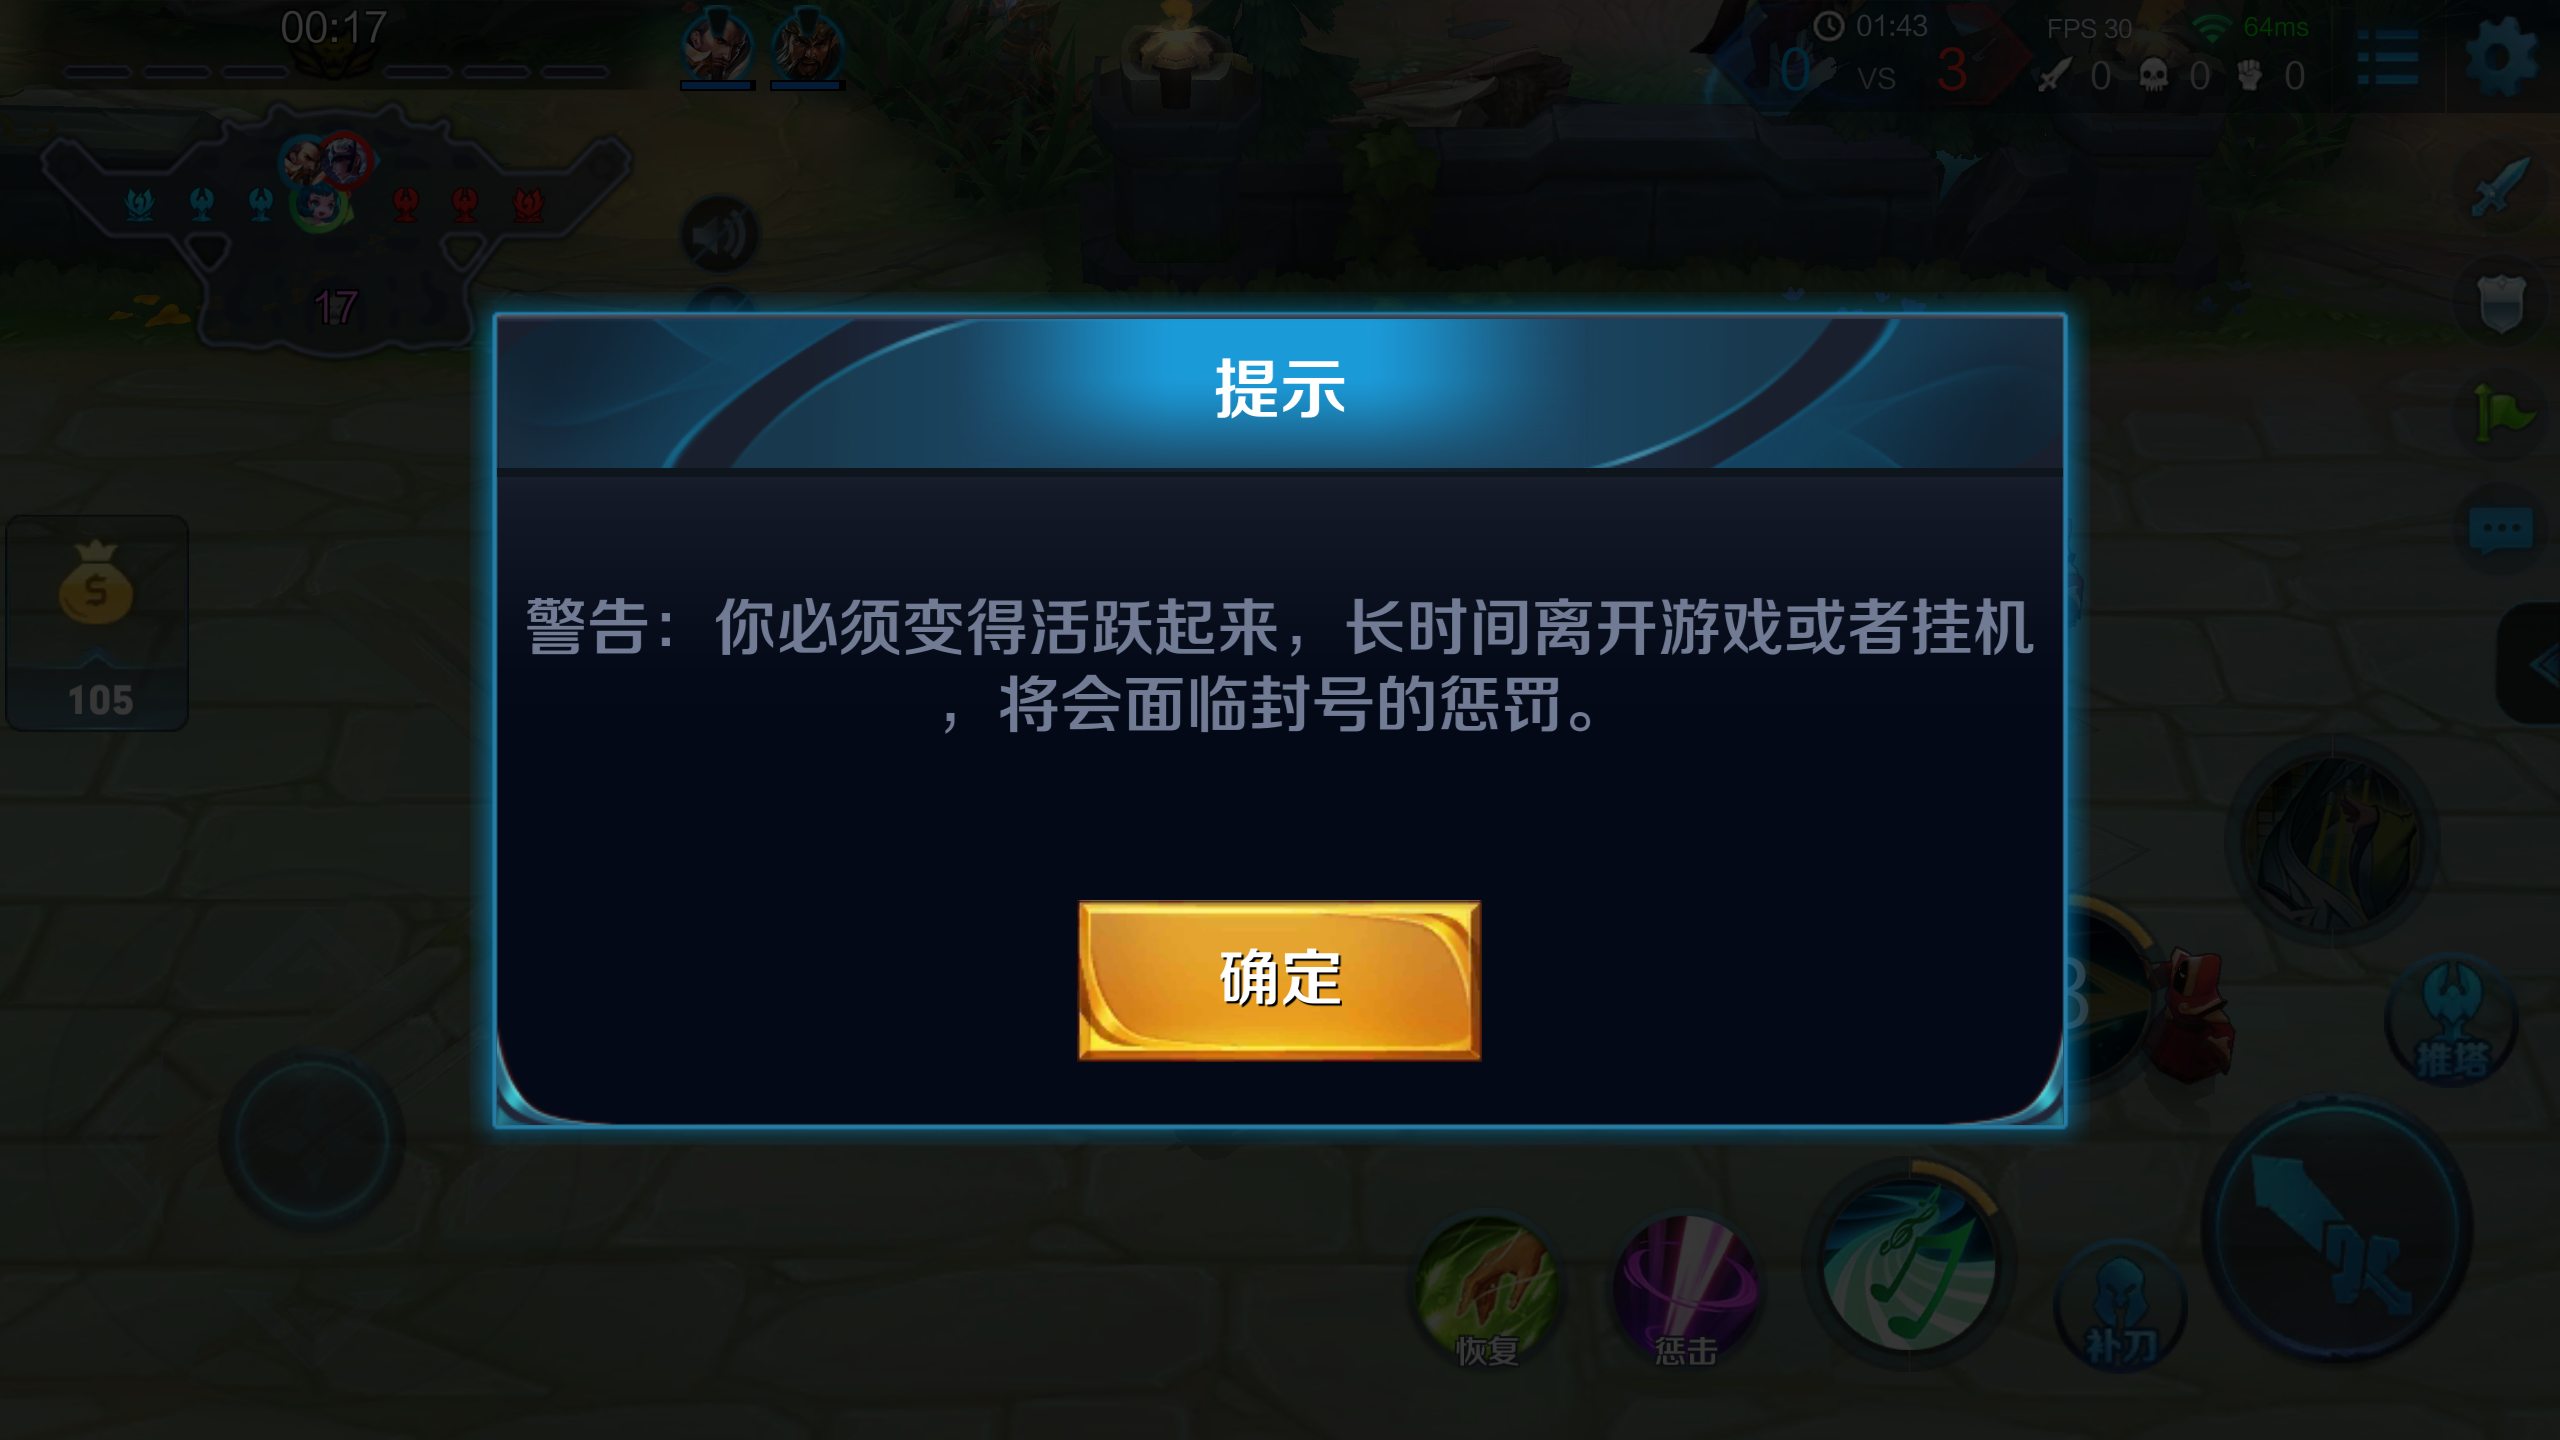 00:17
01:43
FPS 30
64ms
0 VS 3
0 0 0
17
提示
警告：你必须变得活跃起来，长时间离开游戏或者挂机
，将会面临封号的惩罚。
105
确定
3
推塔
恢复
惩击
补刀